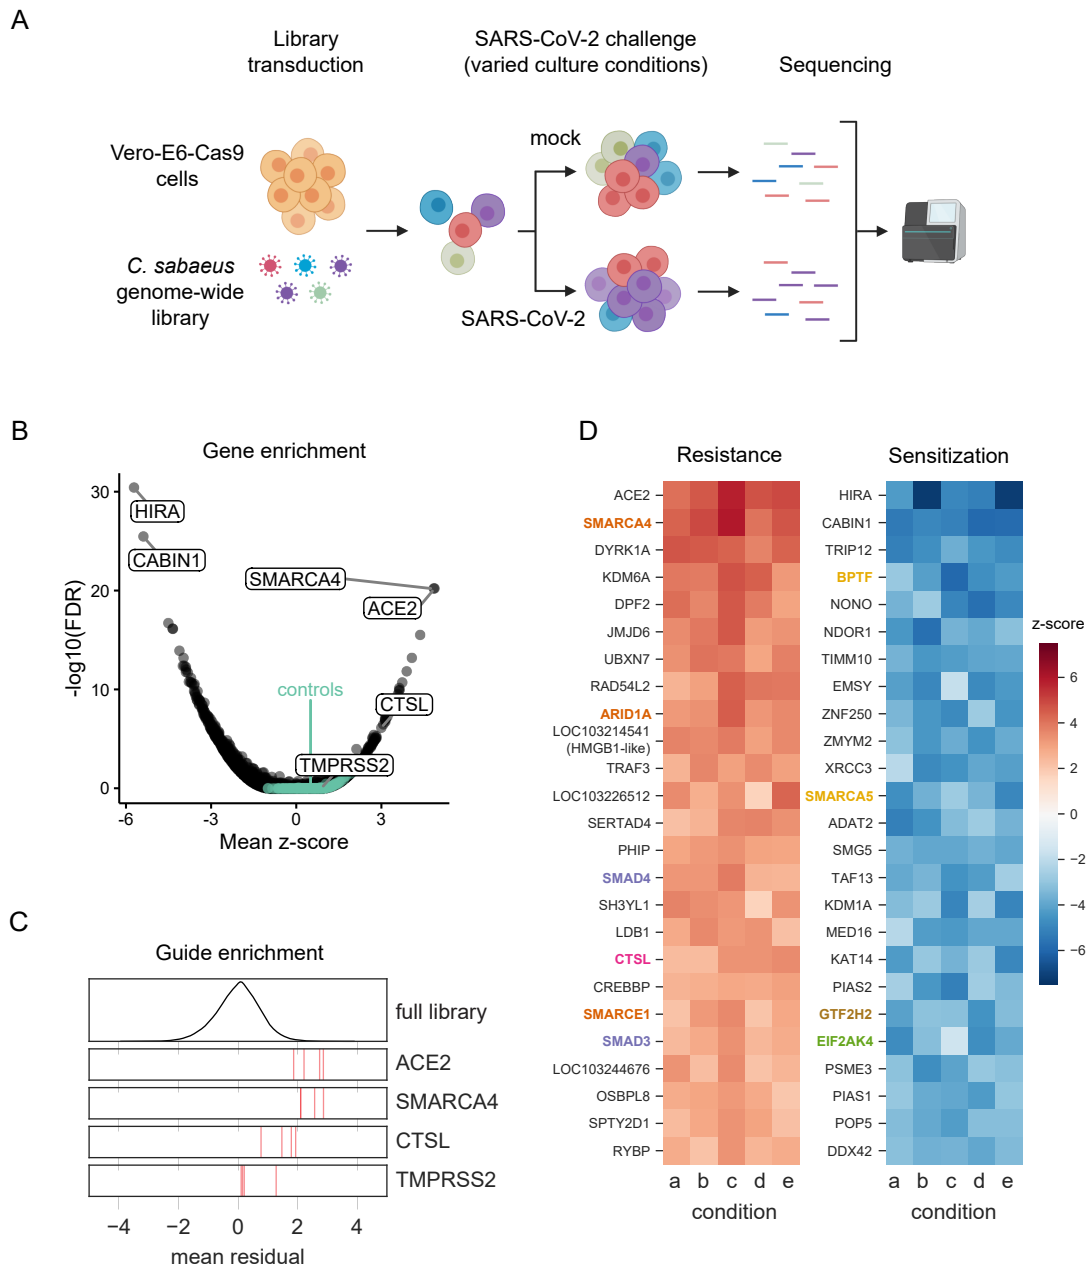 A
Library
transduction
SARS-CoV-2 challenge
(varied culture conditions)
Sequencing
Vero-E6-Cas9
cells
C. sabaeus
genome-wide
library
mock
SARS-CoV-2
B
Gene enrichment
-log10(FDR)
30
20
10
0
HIRA
CABIN1
SMARCA4
ACE2
controls
CTSL
TMPRSS2
-6
-3
0
3
Mean z-score
C
Guide enrichment
full library
ACE2
SMARCA4
CTSL
TMPRSS2
−4
−2
0
2
mean residual
D
Resistance
ACE2
SMARCA4
DYRK1A
KDM6A
DPF2
JMJD6
UBXN7
RAD54L2
ARID1A
LOC103214541
(HMGB1-like)
TRAF3
LOC103226512
SERTAD4
PHIP
SMAD4
SH3YL1
LDB1
CTSL
CREBBP
SMARCE1
SMAD3
LOC103244676
OSBPL8
SPTY2D1
RYBP
a b c d e
condition
Sensitization
HIRA
CABIN1
TRIP12
BPTF
NONO
NDOR1
TIMM10
EMSY
ZNF250
ZMYM2
XRCC3
SMARCA5
ADAT2
SMG5
TAF13
KDM1A
MED16
KAT14
PIAS2
GTF2H2
EIF2AK4
PSME3
PIAS1
POP5
DDX42
a b c d e
condition
z-score
6
4
2
0
−2
−4
−6